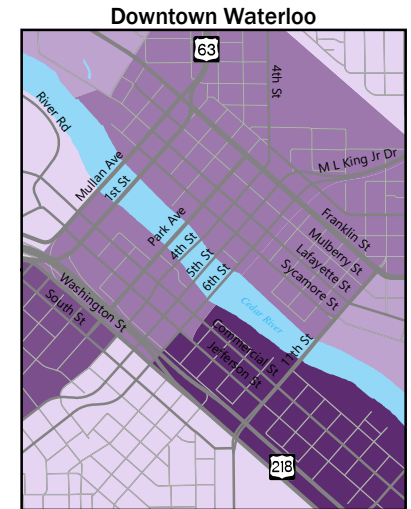 Downtown Waterloo
63
4th St
River Rd
M L King Jr Dr
Mullan Ave
1st St
Park Ave
Franklin St
4th St
Mulberry St
5th St
Lafayette St
6th St
Sycamore St
Washington St
South St
Cedar River
Commercial St
11th St
Jefferson St
218